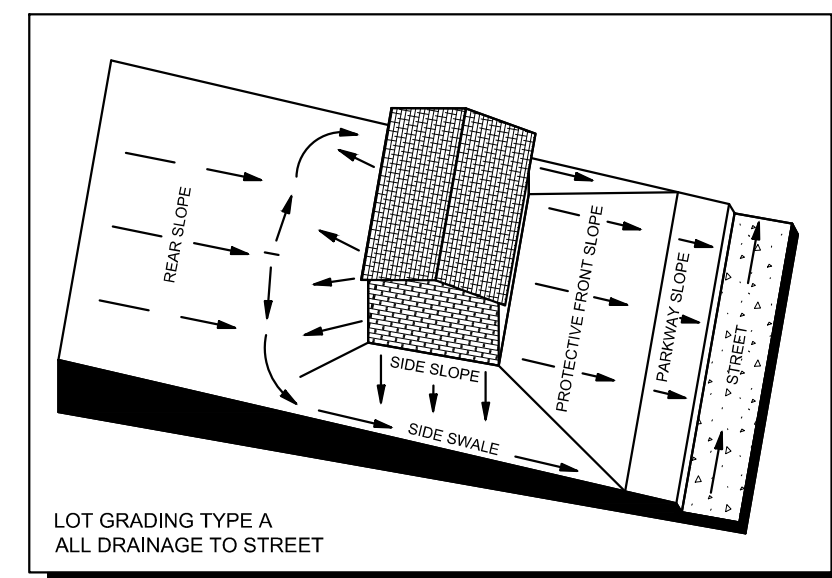 REAR SLOPE
SIDE SLOPE
SIDE SWALE
PROTECTIVE FRONT SLOPE
PARKWAY SLOPE
STREET
LOT GRADING TYPE A
ALL DRAINAGE TO STREET